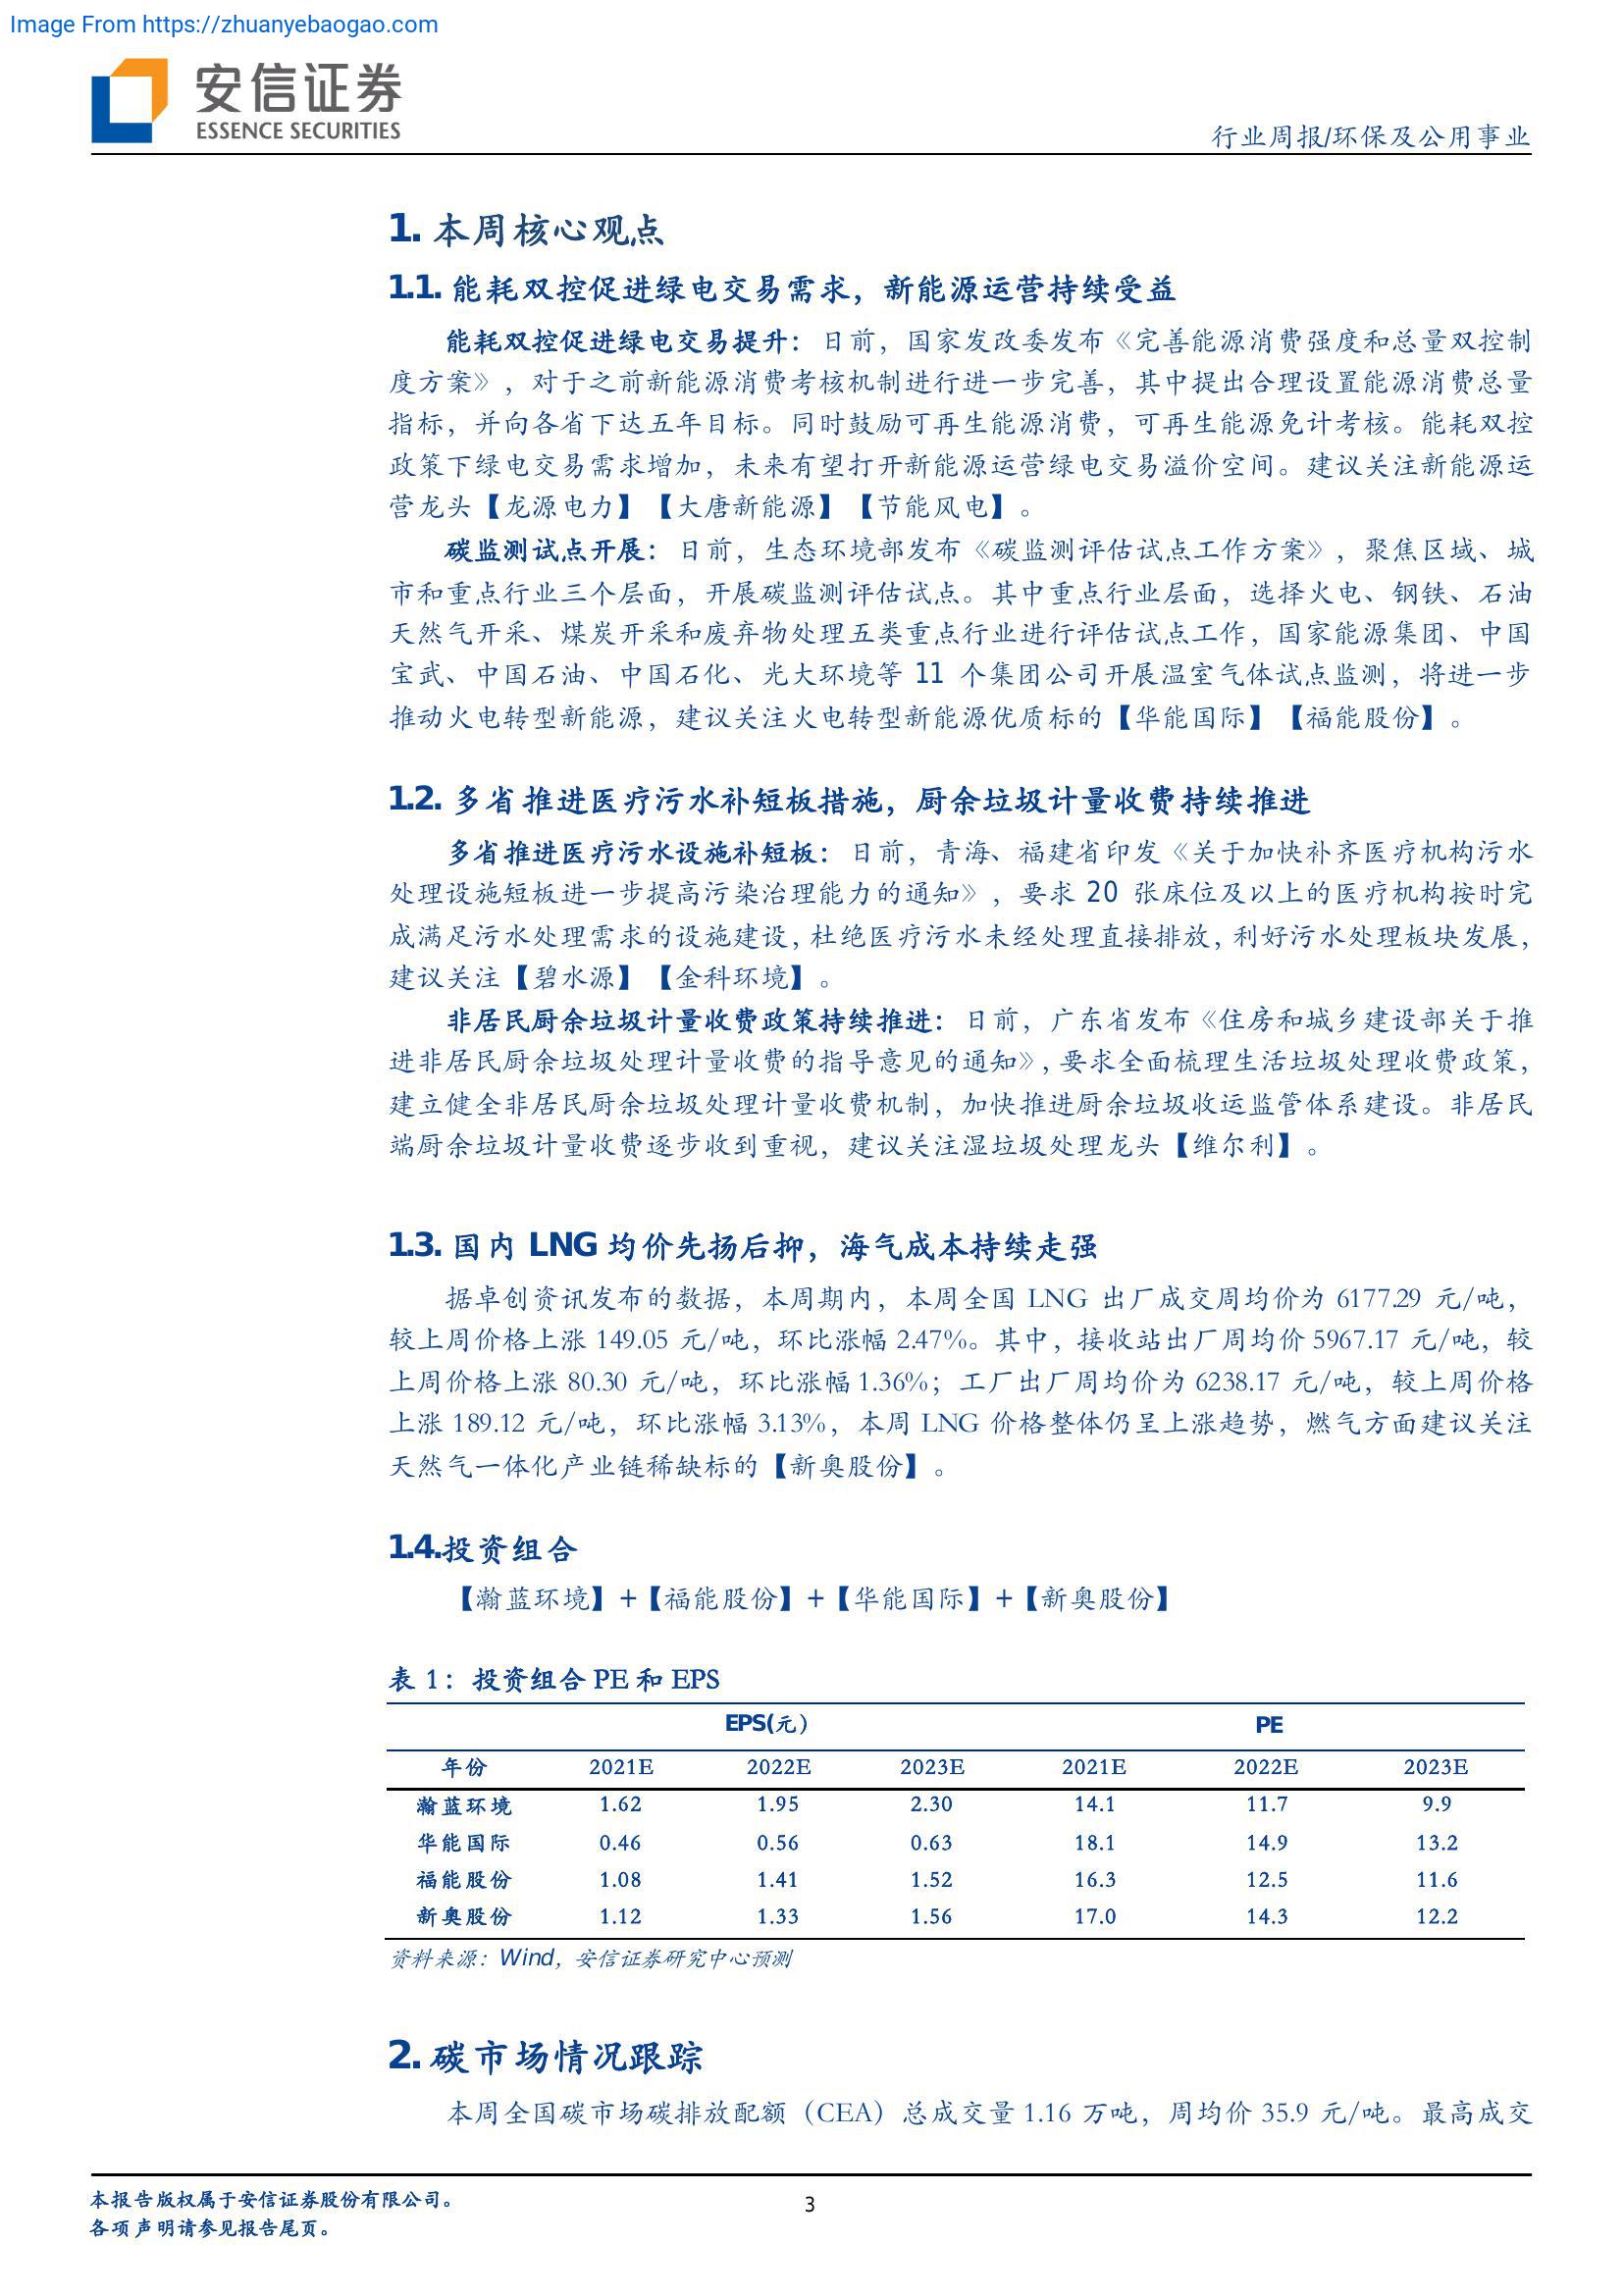 Image From https://zhuanyebaogao.com
安信证券
ESSENCE SECURITIES
行业周报/环保及公用事业
1. 本周核心观点
1.1. 能耗双控促进绿电交易需求，新能源运营持续受益
能耗双控促进绿电交易提升：日前，国家发改委发布《完善能源消费强度和总量双控制
度方案》，对于之前新能源消费考核机制进行进一步完善，其中提出合理设置能源消费总量
指标，并向各省下达五年目标。同时鼓励可再生能源消费，可再生能源免计考核。能耗双控
政策下绿电交易需求增加，未来有望打开新能源运营绿电交易溢价空间。建议关注新能源运
营龙头【龙源电力】【大唐新能源】【节能风电】。
碳监测试点开展：日前，生态环境部发布《碳监测评估试点工作方案》，聚焦区域、城
市和重点行业三个层面，开展碳监测评估试点。其中重点行业层面，选择火电、钢铁、石油
天然气开采、煤炭开采和废弃物处理五类重点行业进行评估试点工作，国家能源集团、中国
宝武、中国石油、中国石化、光大环境等 11 个集团公司开展温室气体试点监测，将进一步
推动火电转型新能源，建议关注火电转型新能源优质标的【华能国际】【福能股份】。
1.2. 多省推进医疗污水补短板措施，厨余垃圾计量收费持续推进
多省推进医疗污水设施补短板：日前，青海、福建省印发《关于加快补齐医疗机构污水
处理设施短板进一步提高污染治理能力的通知》，要求 20 张床位及以上的医疗机构按时完
成满足污水处理需求的设施建设，杜绝医疗污水未经处理直接排放，利好污水处理板块发展，
建议关注【碧水源】【金科环境】。
非居民厨余垃圾计量收费政策持续推进：日前，广东省发布《住房和城乡建设部关于推
进非居民厨余垃圾处理计量收费的指导意见的通知》，要求全面梳理生活垃圾处理收费政策，
建立健全非居民厨余垃圾处理计量收费机制，加快推进厨余垃圾收运监管体系建设。非居民
端厨余垃圾计量收费逐步收到重视，建议关注湿垃圾处理龙头【维尔利】。
1.3. 国内 LNG 均价先扬后抑，海气成本持续走强
据卓创资讯发布的数据，本周期内，本周全国 LNG 出厂成交周均价为 6177.29 元/吨，
较上周价格上涨 149.05 元/吨，环比涨幅 2.47%。其中，接收站出厂周均价 5967.17 元/吨，较
上周价格上涨 80.30 元/吨，环比涨幅 1.36%；工厂出厂周均价为 6238.17 元/吨，较上周价格
上涨 189.12 元/吨，环比涨幅 3.13%，本周 LNG 价格整体仍呈上涨趋势，燃气方面建议关注
天然气一体化产业链稀缺标的【新奥股份】。
1.4.投资组合
【瀚蓝环境】+【福能股份】+【华能国际】+【新奥股份】
表 1：投资组合 PE 和 EPS
EPS(元） PE
年份 2021E 2022E 2023E 2021E 2022E 2023E
瀚蓝环境 1.62 1.95 2.30 14.1 11.7 9.9
华能国际 0.46 0.56 0.63 18.1 14.9 13.2
福能股份 1.08 1.41 1.52 16.3 12.5 11.6
新奥股份 1.12 1.33 1.56 17.0 14.3 12.2
资料来源：Wind，安信证券研究中心预测
2. 碳市场情况跟踪
本周全国碳市场碳排放配额（CEA）总成交量 1.16 万吨，周均价 35.9 元/吨。最高成交
本报告版权属于安信证券股份有限公司。
各项声明请参见报告尾页。
3